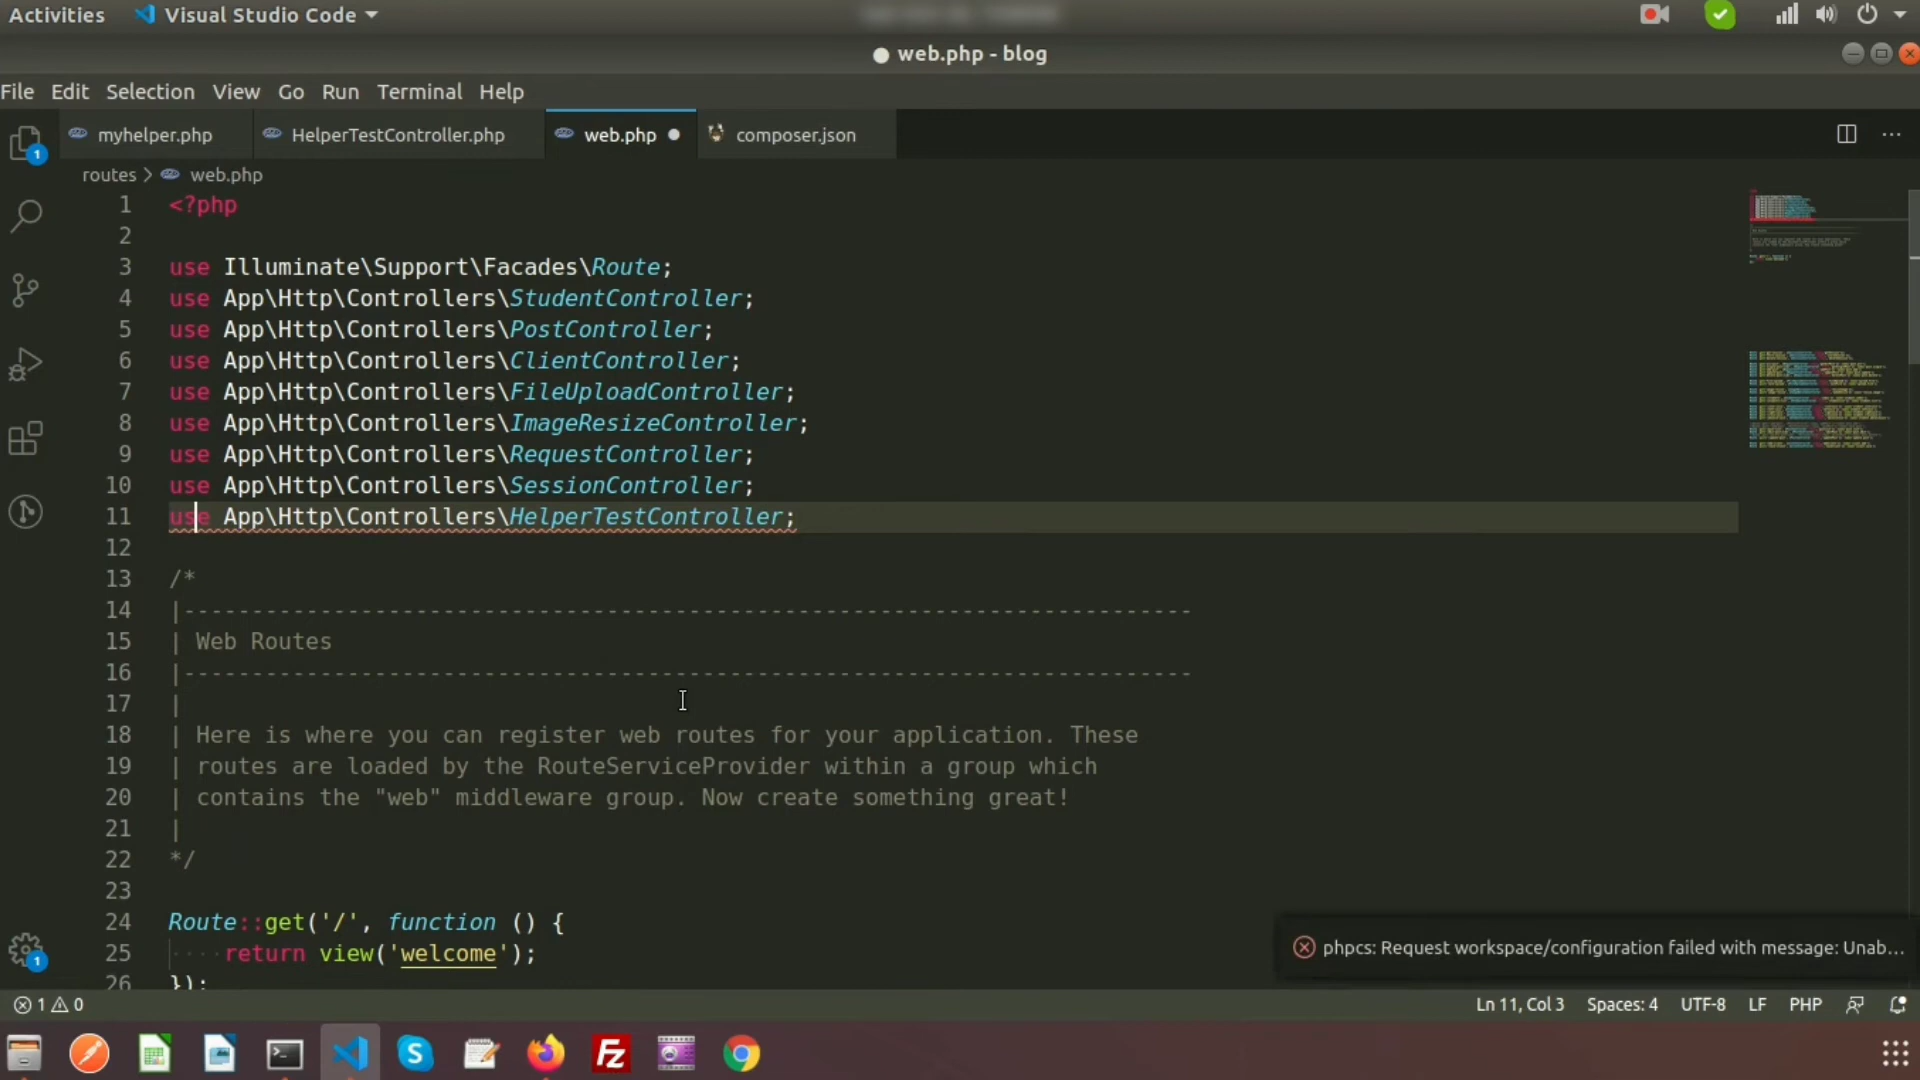 Activities Visual Studio Code
web.php - blog
File Edit Selection View Go Run Terminal Help
myhelper.php HelperTestController.php web.php composer.json
1
routes > web.php
1 <?php
2
3 use Illuminate\Support\Facades\Route;
4 use App\Http\Controllers\StudentController;
5 use App\Http\Controllers\PostController;
6 use App\Http\Controllers\ClientController;
7 use App\Http\Controllers\FileUploadController;
8 use App\Http\Controllers\ImageResizeController;
9 use App\Http\Controllers\RequestController;
10 use App\Http\Controllers\SessionController;
11 use App\Http\Controllers\HelperTestController;
12
13 /*
14 |--------------------------------------------------------------------------
15 | Web Routes
16 |--------------------------------------------------------------------------
17 |
18 | Here is where you can register web routes for your application. These
19 | routes are loaded by the RouteServiceProvider within a group which
20 | contains the "web" middleware group. Now create something great!
21 |
22 */
23
24 Route::get('/', function () {
25 return view('welcome');
26 });
phpcs: Request workspace/configuration failed with message: Unab...
1
1 0 Ln 11, Col 3 Spaces: 4 UTF-8 LF PHP